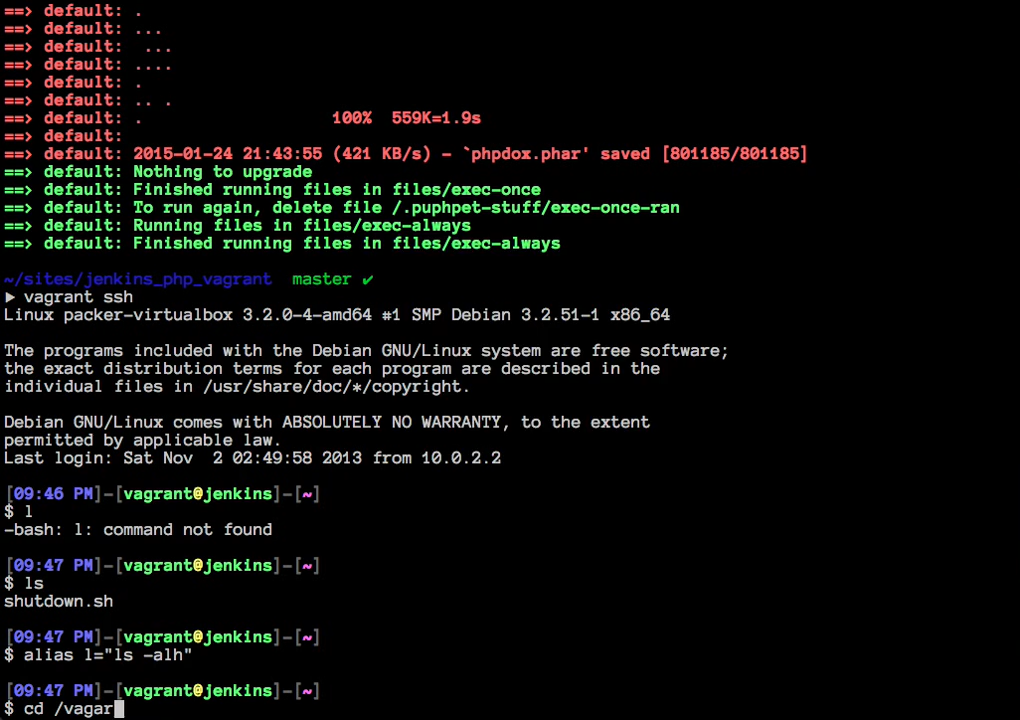 ==> default: .
==> default: ...
==> default:  ...
==> default: ....
==> default: .
==> default: .. .
==> default: .                   100%  559K=1.9s
==> default:
==> default: 2015-01-24 21:43:55 (421 KB/s) - `phpdox.phar' saved [801185/801185]
==> default: Nothing to upgrade
==> default: Finished running files in files/exec-once
==> default: To run again, delete file /.puphpet-stuff/exec-once-ran
==> default: Running files in files/exec-always
==> default: Finished running files in files/exec-always
~/sites/jenkins_php_vagrant  master ✔
▶ vagrant ssh
Linux packer-virtualbox 3.2.0-4-amd64 #1 SMP Debian 3.2.51-1 x86_64
The programs included with the Debian GNU/Linux system are free software;
the exact distribution terms for each program are described in the
individual files in /usr/share/doc/*/copyright.
Debian GNU/Linux comes with ABSOLUTELY NO WARRANTY, to the extent
permitted by applicable law.
Last login: Sat Nov  2 02:49:58 2013 from 10.0.2.2
[09:46 PM]-[vagrant@jenkins]-[~]
$ l
-bash: l: command not found
[09:47 PM]-[vagrant@jenkins]-[~]
$ ls
shutdown.sh
[09:47 PM]-[vagrant@jenkins]-[~]
$ alias l="ls -alh"
[09:47 PM]-[vagrant@jenkins]-[~]
$ cd /vagar